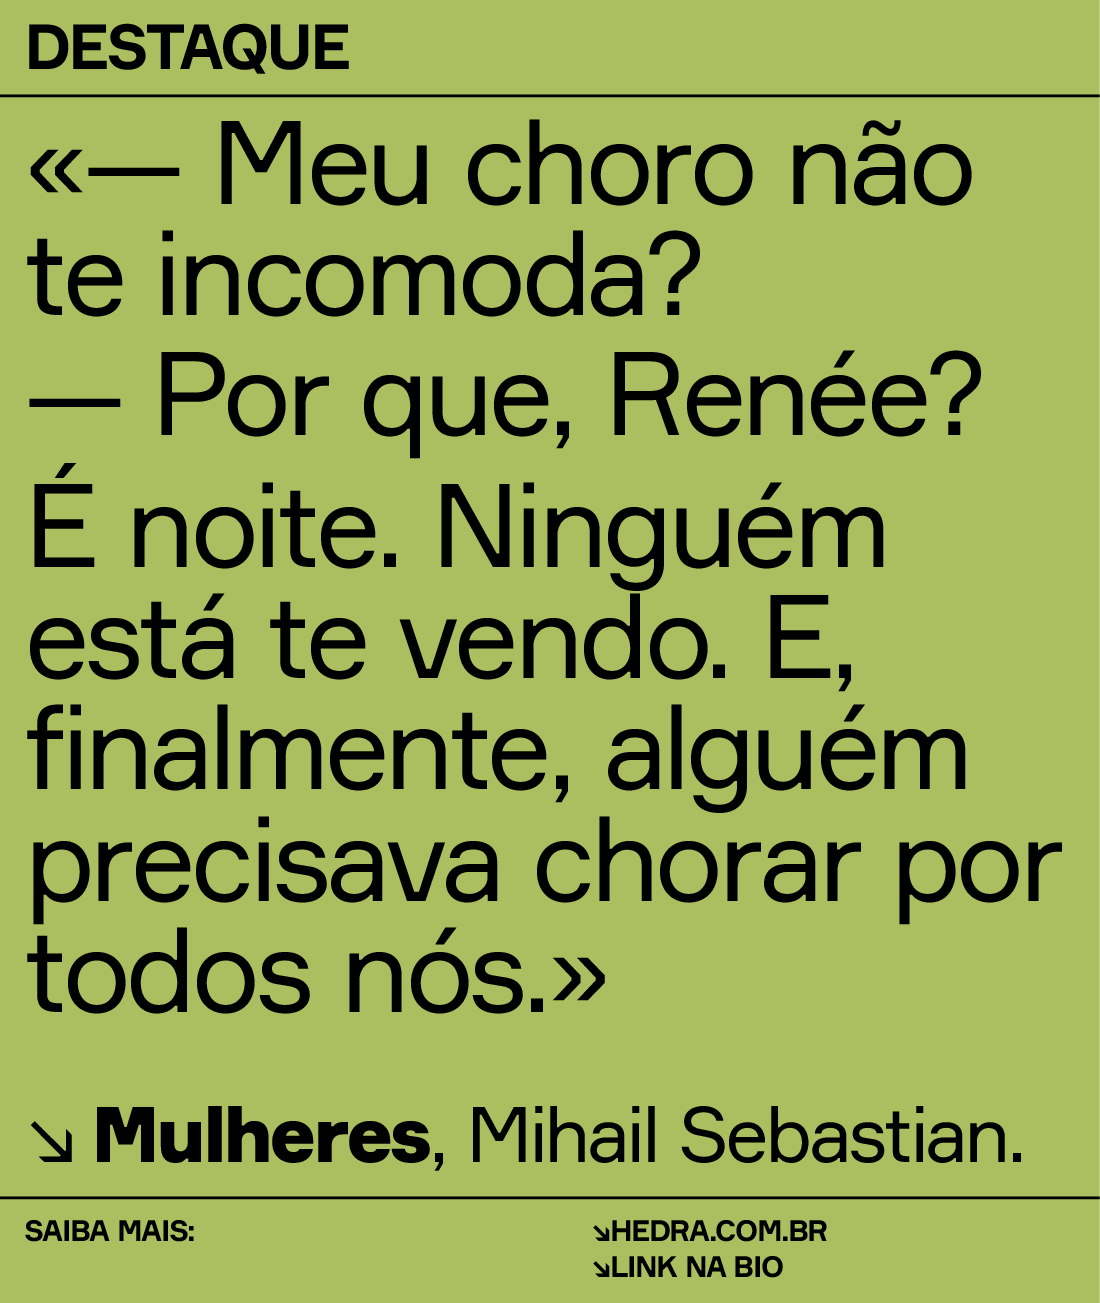 DESTAQUE
«— Meu choro não
te incomoda?
— Por que, Renée?
É noite. Ninguém
está te vendo. E,
finalmente, alguém
precisava chorar por
todos nós.»
↘ Mulheres, Mihail Sebastian.
SAIBA MAIS:
↘HEDRA.COM.BR
↘LINK NA BIO